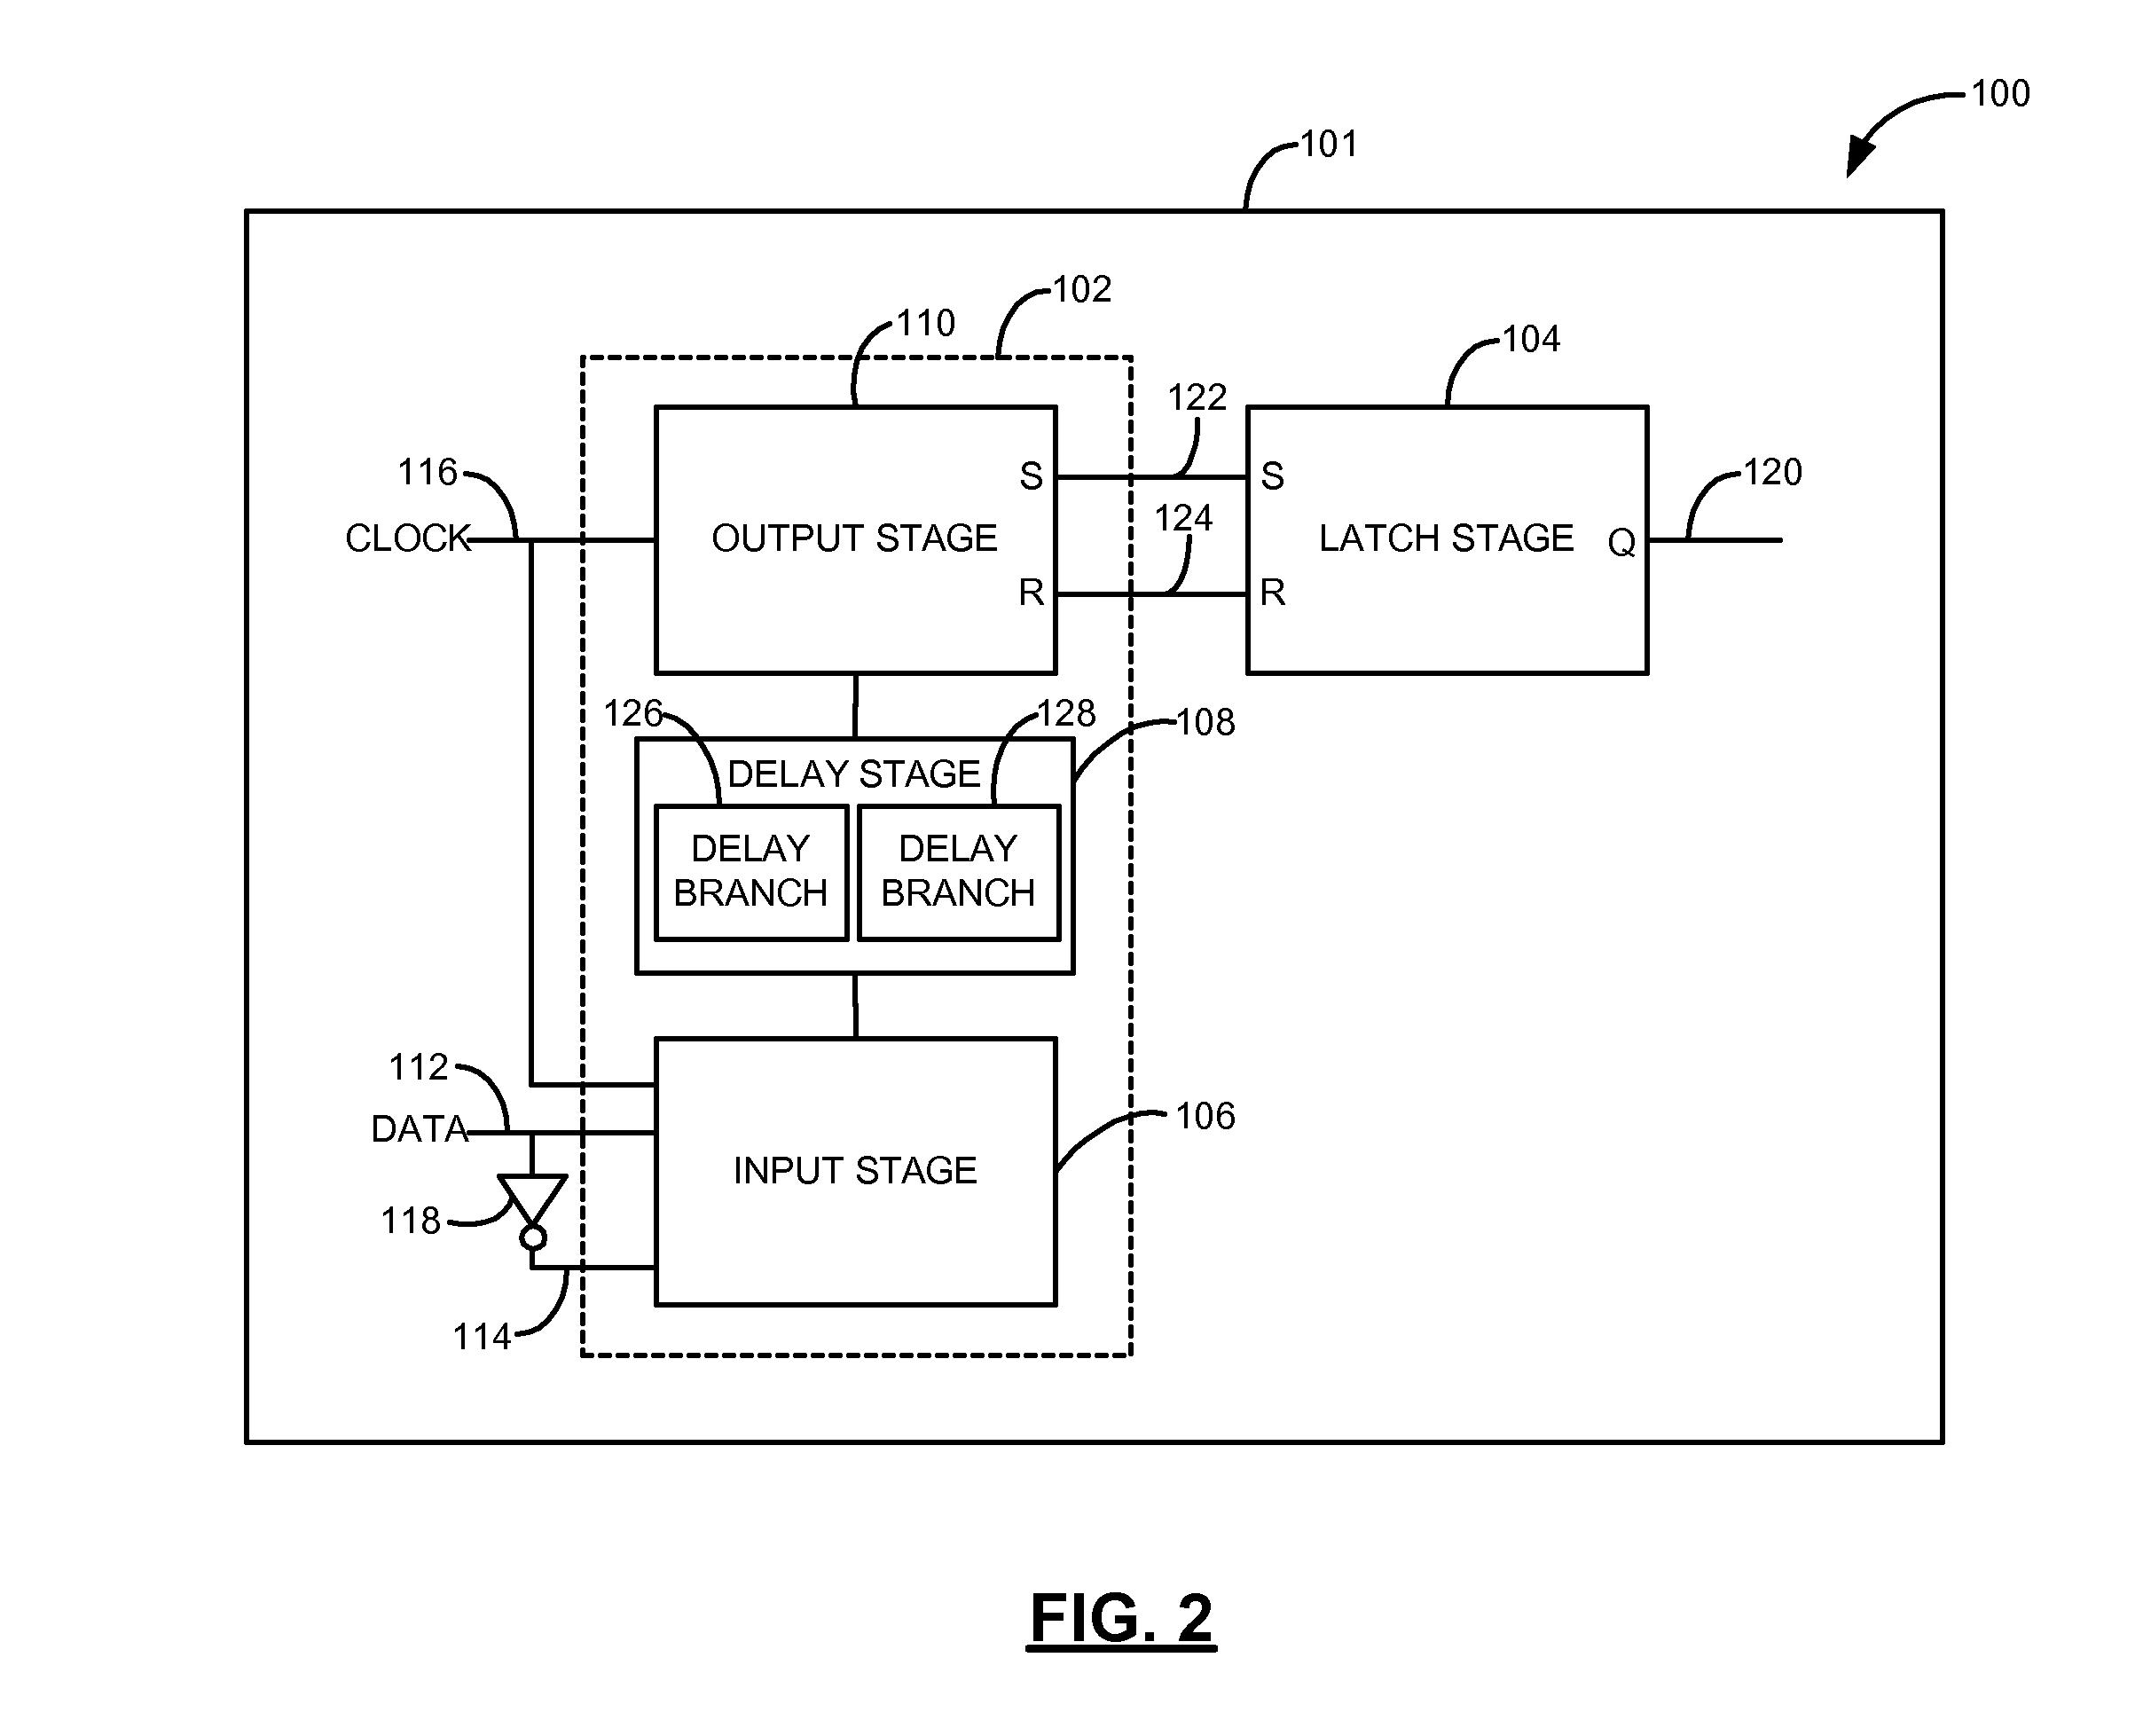 100
101
102
110
104
122
116
S
S
120
124
CLOCK
OUTPUT STAGE
LATCH STAGE
Q
R
R
126
128
108
DELAY STAGE
DELAY
BRANCH
DELAY
BRANCH
112
106
DATA
INPUT STAGE
118
114
FIG. 2